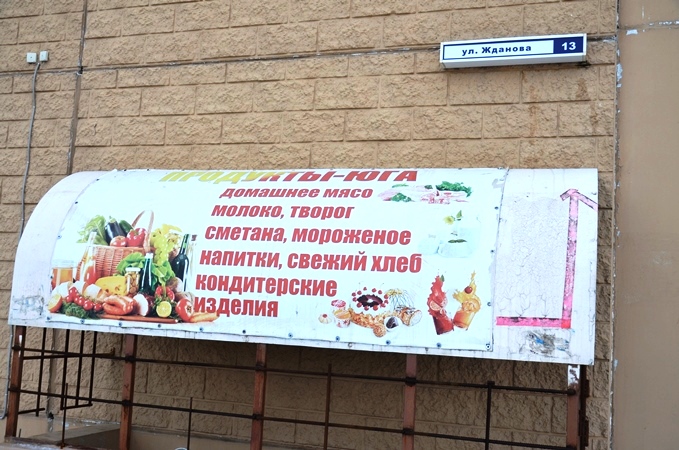 ул. Жданова 13
ПРОДУКТЫ-ЮГА
домашнее мясо
молоко, творог
сметана, мороженое
напитки, свежий хлеб
кондитерские
изделия